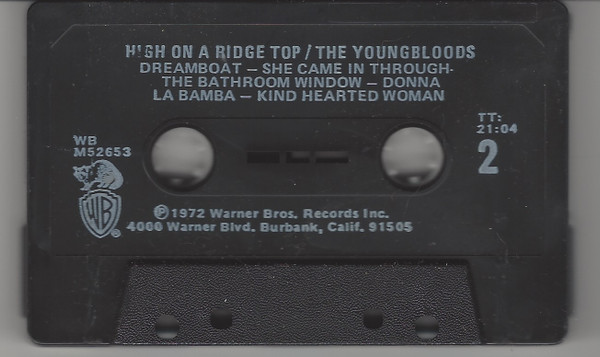 HIGH ON A RIDGE TOP / THE YOUNGBLOODS
DREAMBOAT – SHE CAME IN THROUGH-
THE BATHROOM WINDOW – DONNA
LA BAMBA – KIND HEARTED WOMAN
TT:
21:04
2
WB
M52653
WB
®
Ⓟ1972 Warner Bros. Records Inc.
4000 Warner Blvd. Burbank, Calif. 91505